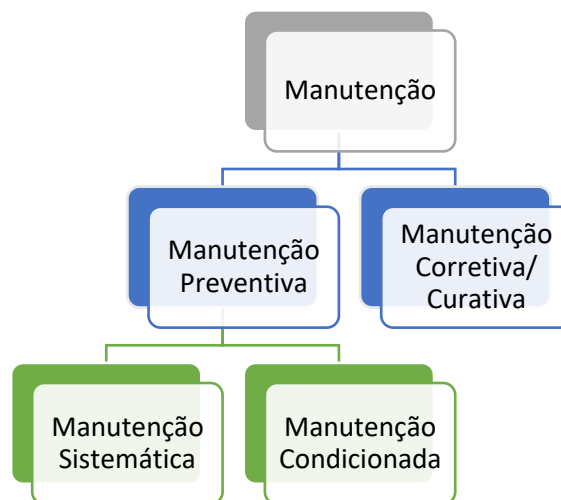 Manutenção
Manutenção
Preventiva
Manutenção
Corretiva/
Curativa
Manutenção
Sistemática
Manutenção
Condicionada